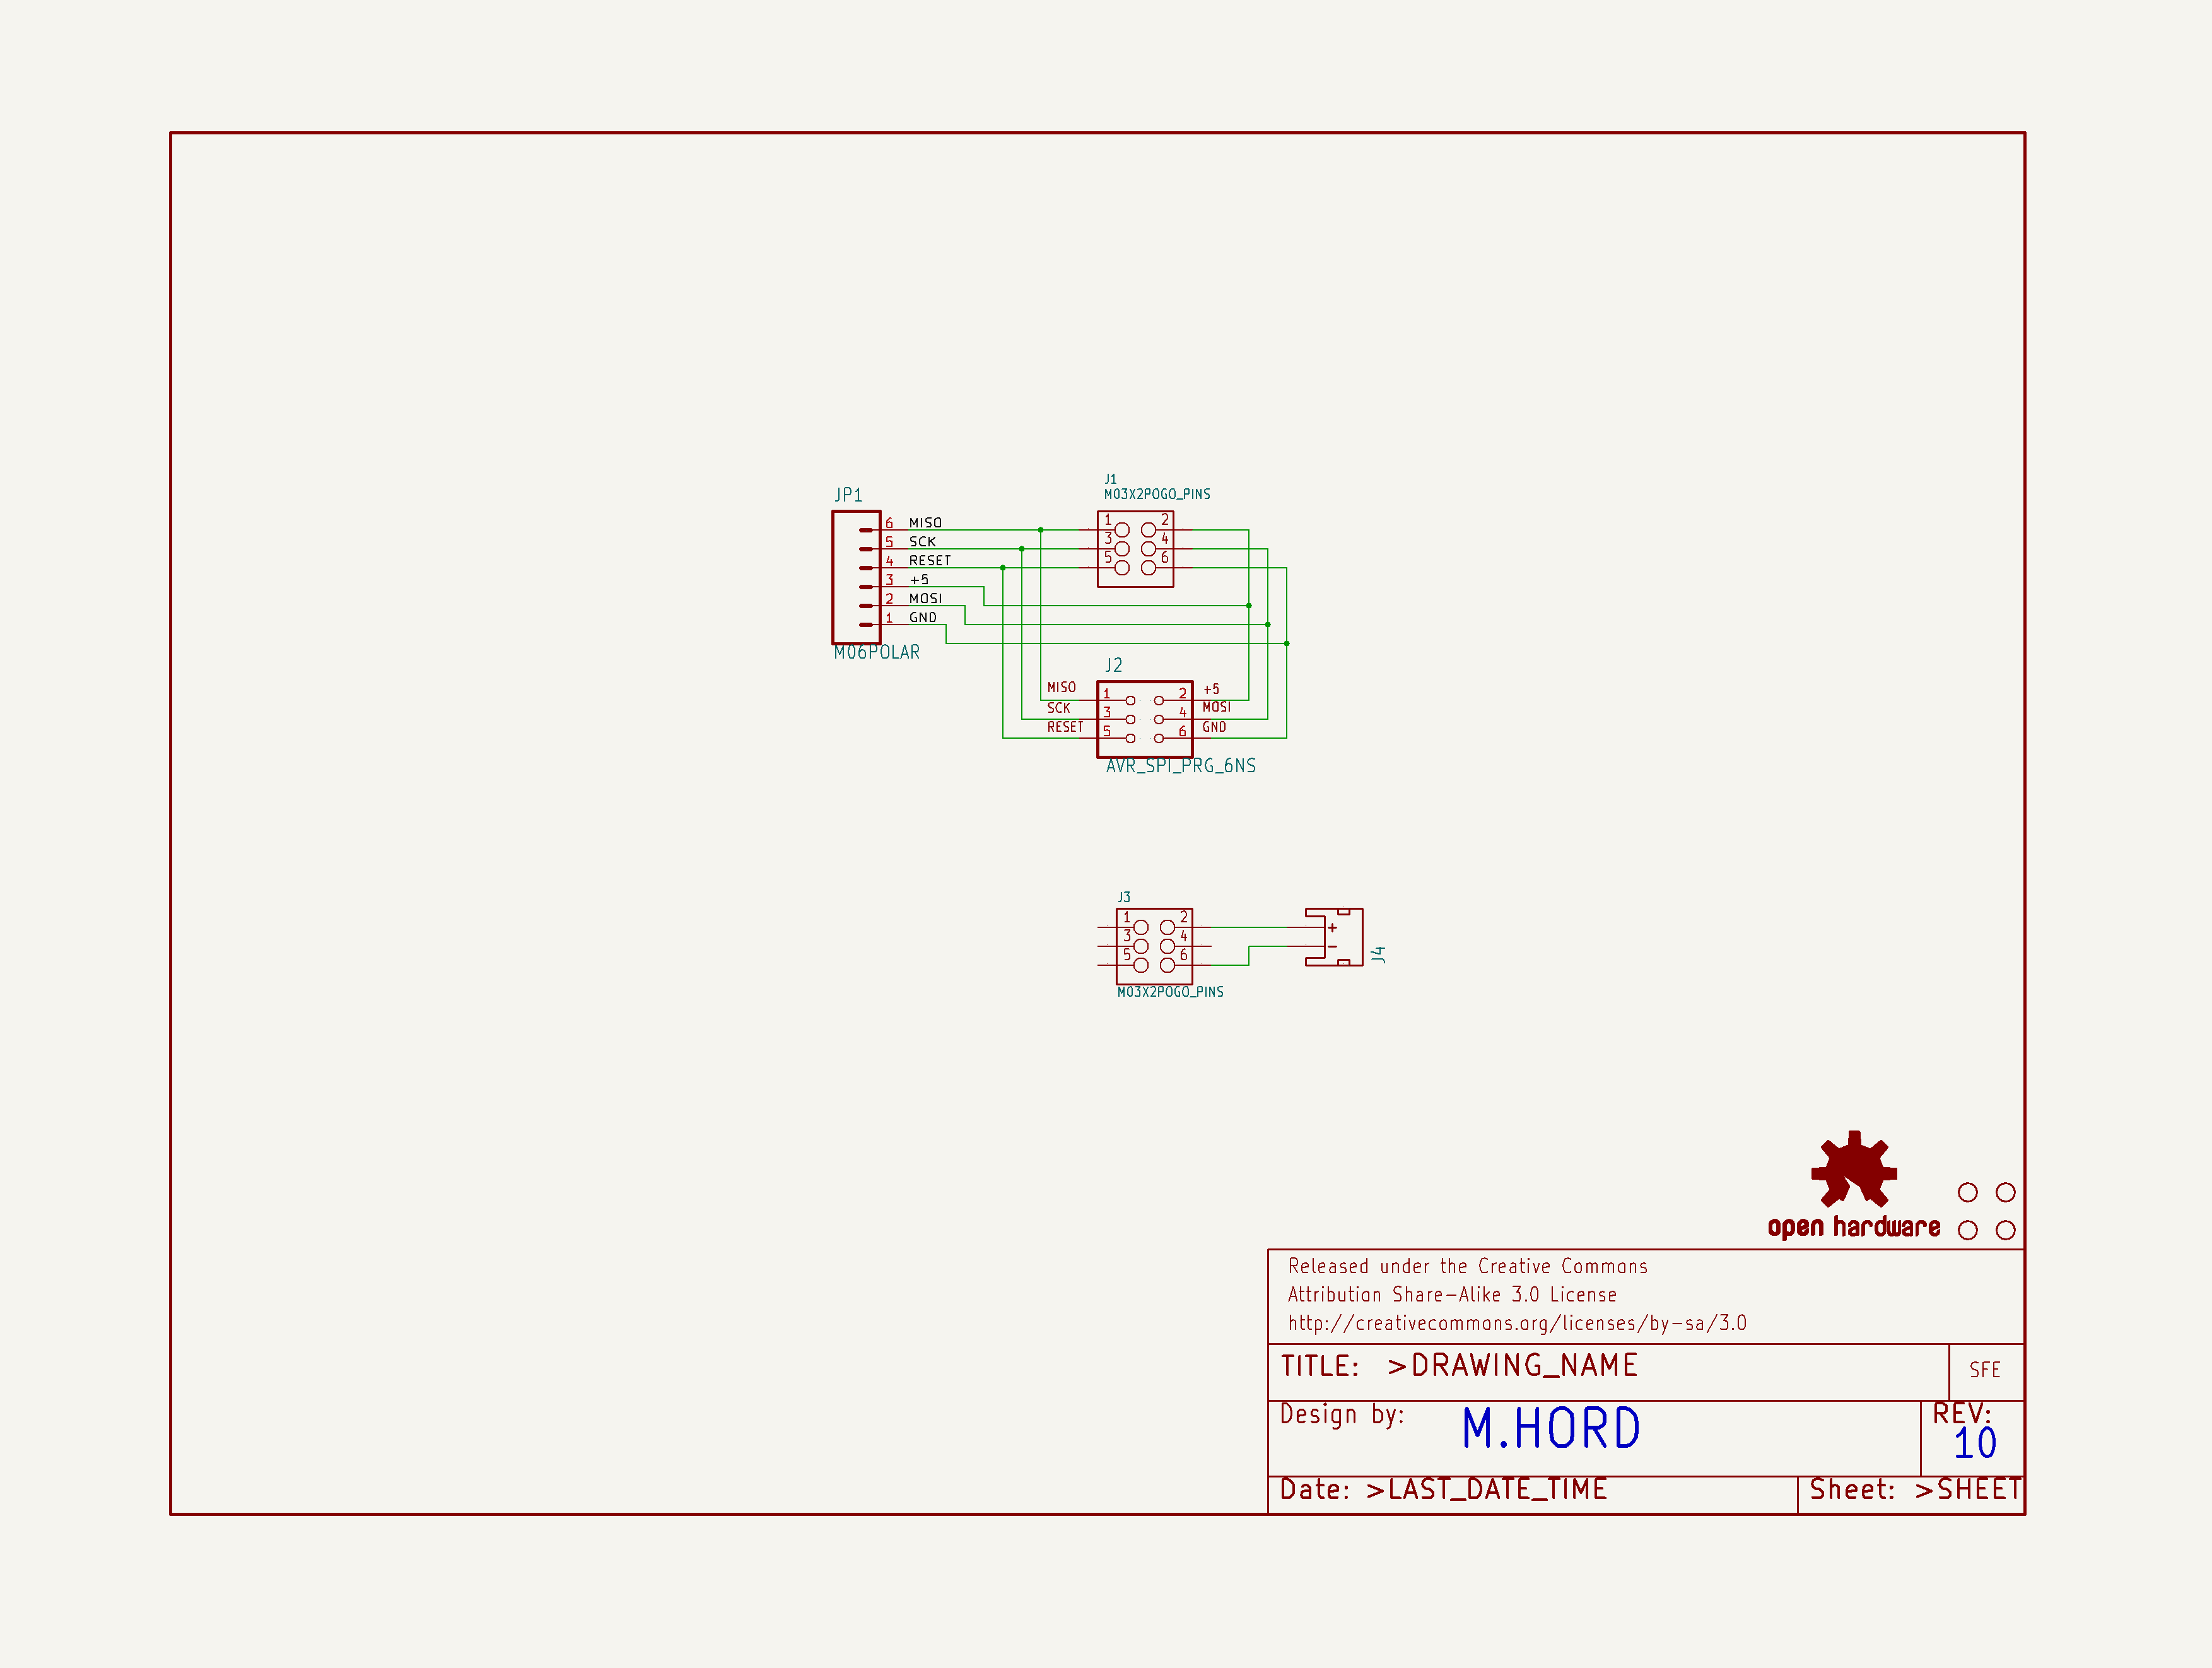 J1
M03X2POGO_PINS
JP1
6 MISO
5 SCK
4 RESET
3 +5
2 MOSI
1 GND
M06POLAR
1 2
3 4
5 6
J2
MISO 1 2 +5
SCK 3 4 MOSI
RESET 5 6 GND
AVR_SPI_PRG_6NS
J3
1 2
3 4
5 6
M03X2POGO_PINS
+
-
J4
open hardware
Released under the Creative Commons
Attribution Share-Alike 3.0 License
http://creativecommons.org/licenses/by-sa/3.0
TITLE: >DRAWING_NAME
SFE
Design by: M.HORD
REV:
10
Date: >LAST_DATE_TIME
Sheet: >SHEET